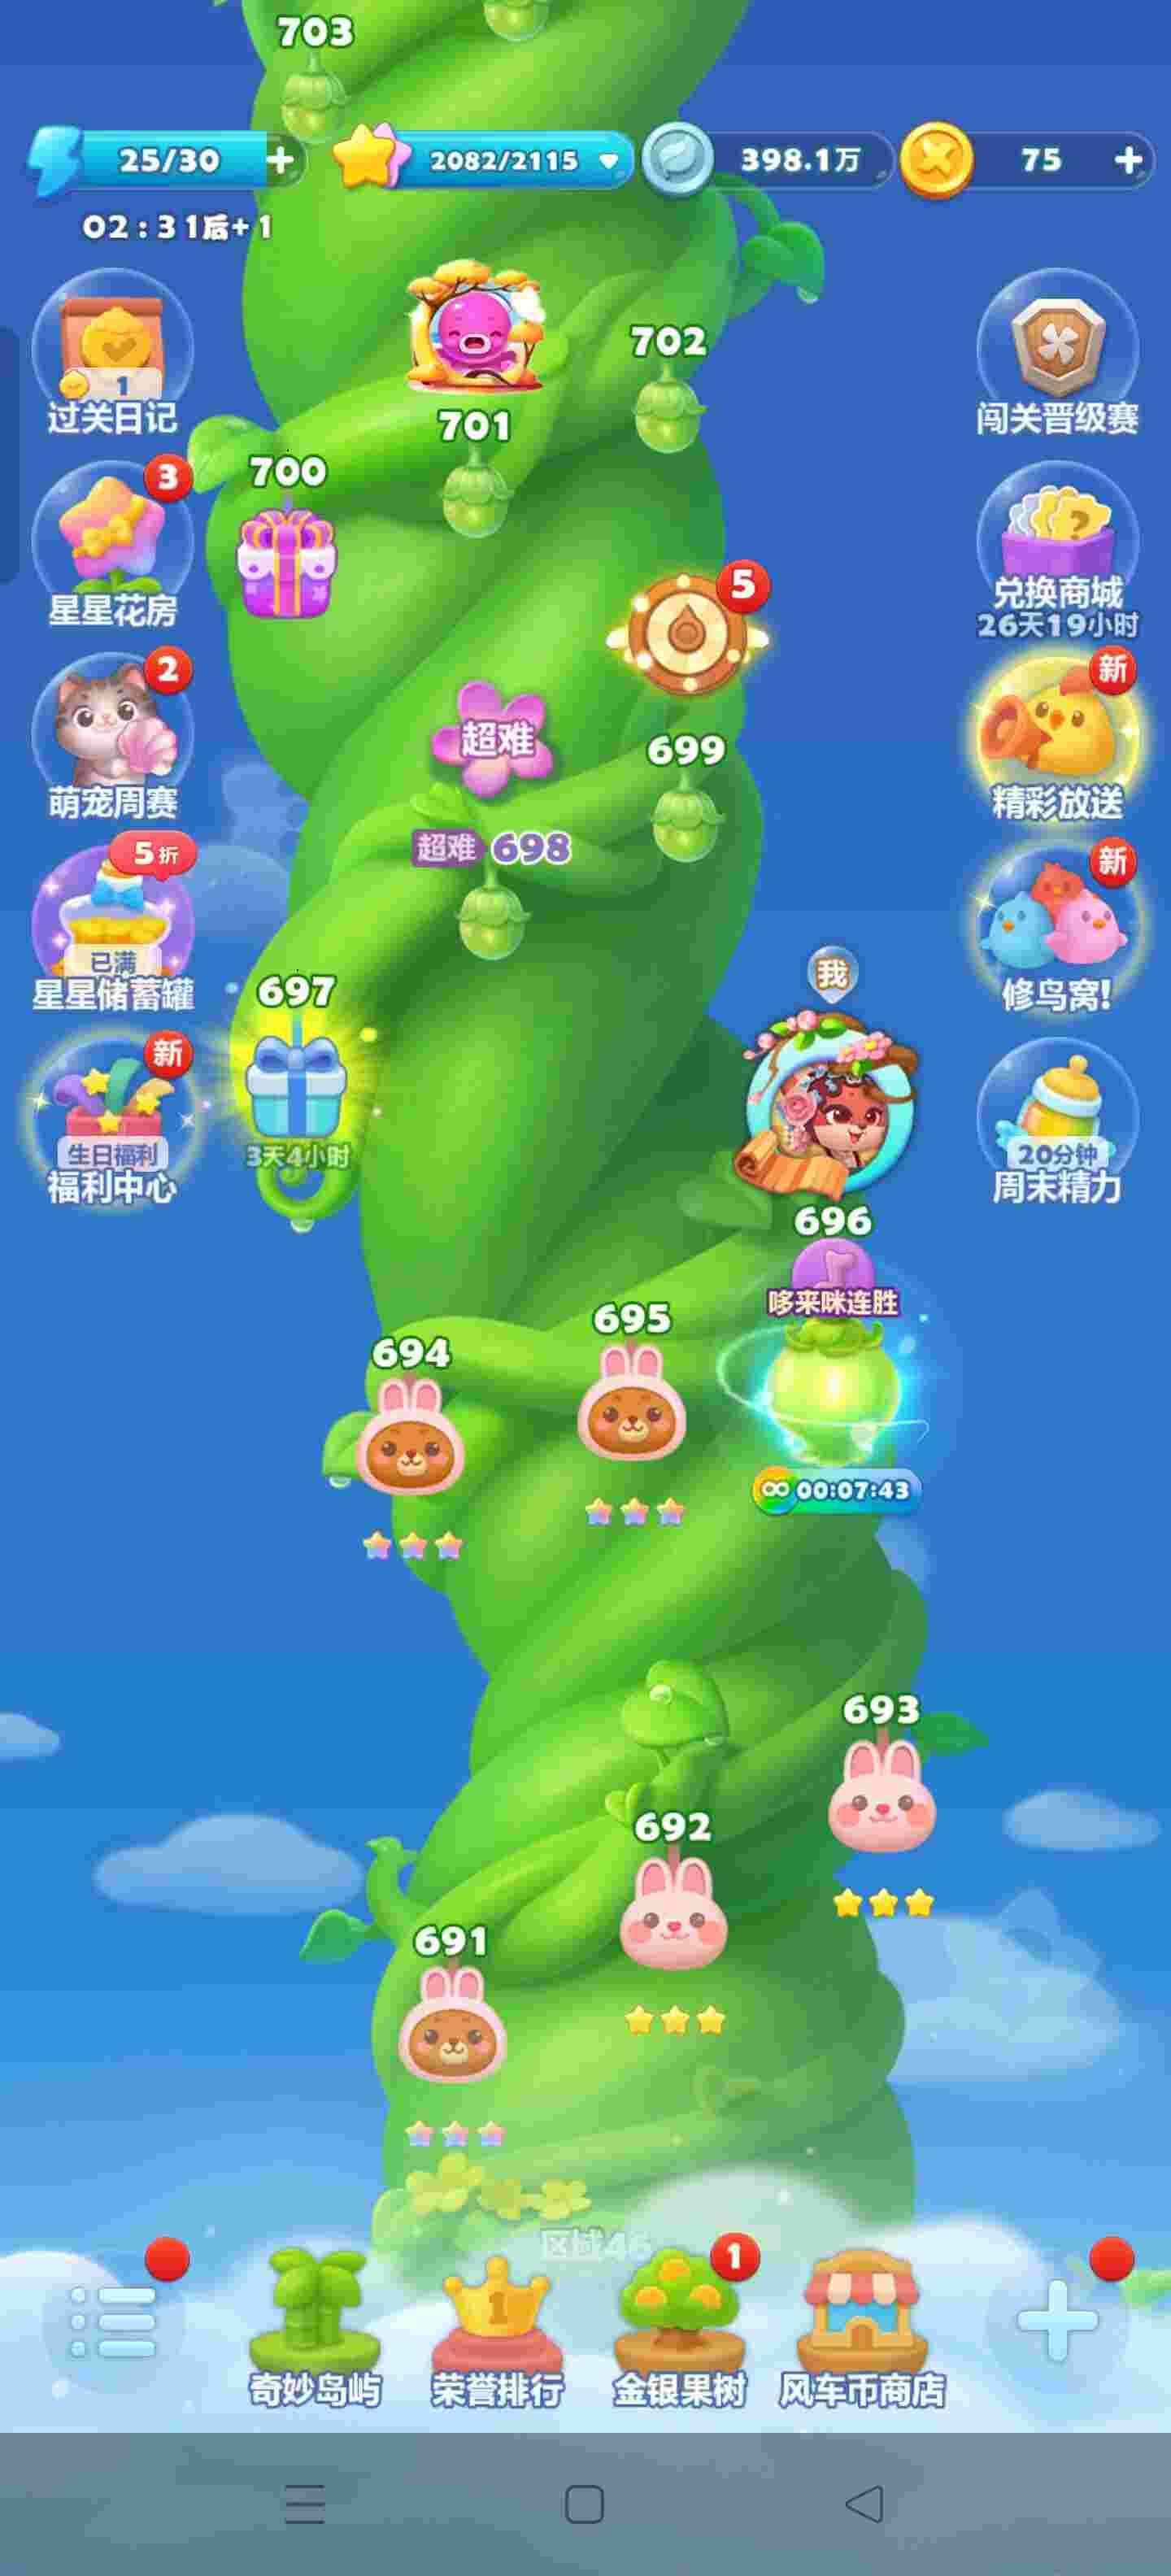 703
25/30
2082/2115
398.1万
75
02:31后+1
1
过关日记
702
闯关晋级赛
701
700
3
星星花房
?
兑换商城
26天19小时
5
2
萌宠周赛
新
精彩放送
超难
699
超难 698
5折
已满
星星储蓄罐
新
修鸟窝!
697
我
新
生日福利
福利中心
3天4小时
20分钟
周末精力
696
哆来咪连胜
695
694
00:07:43
693
692
691
区域46
1
1
奇妙岛屿
荣誉排行
金银果树
风车币商店